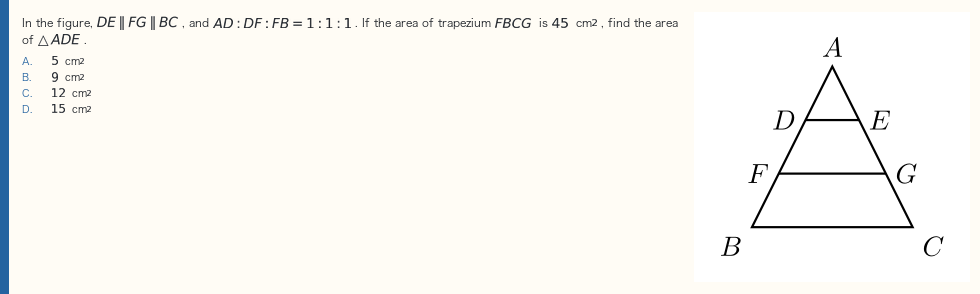 In the figure, DE ∥ FG ∥ BC , and AD : DF : FB = 1 : 1 : 1 . If the area of trapezium FBCG is 45 cm² , find the area
of △ ADE .
A. 5 cm²
B. 9 cm²
C. 12 cm²
D. 15 cm²
A
D E
F G
B C